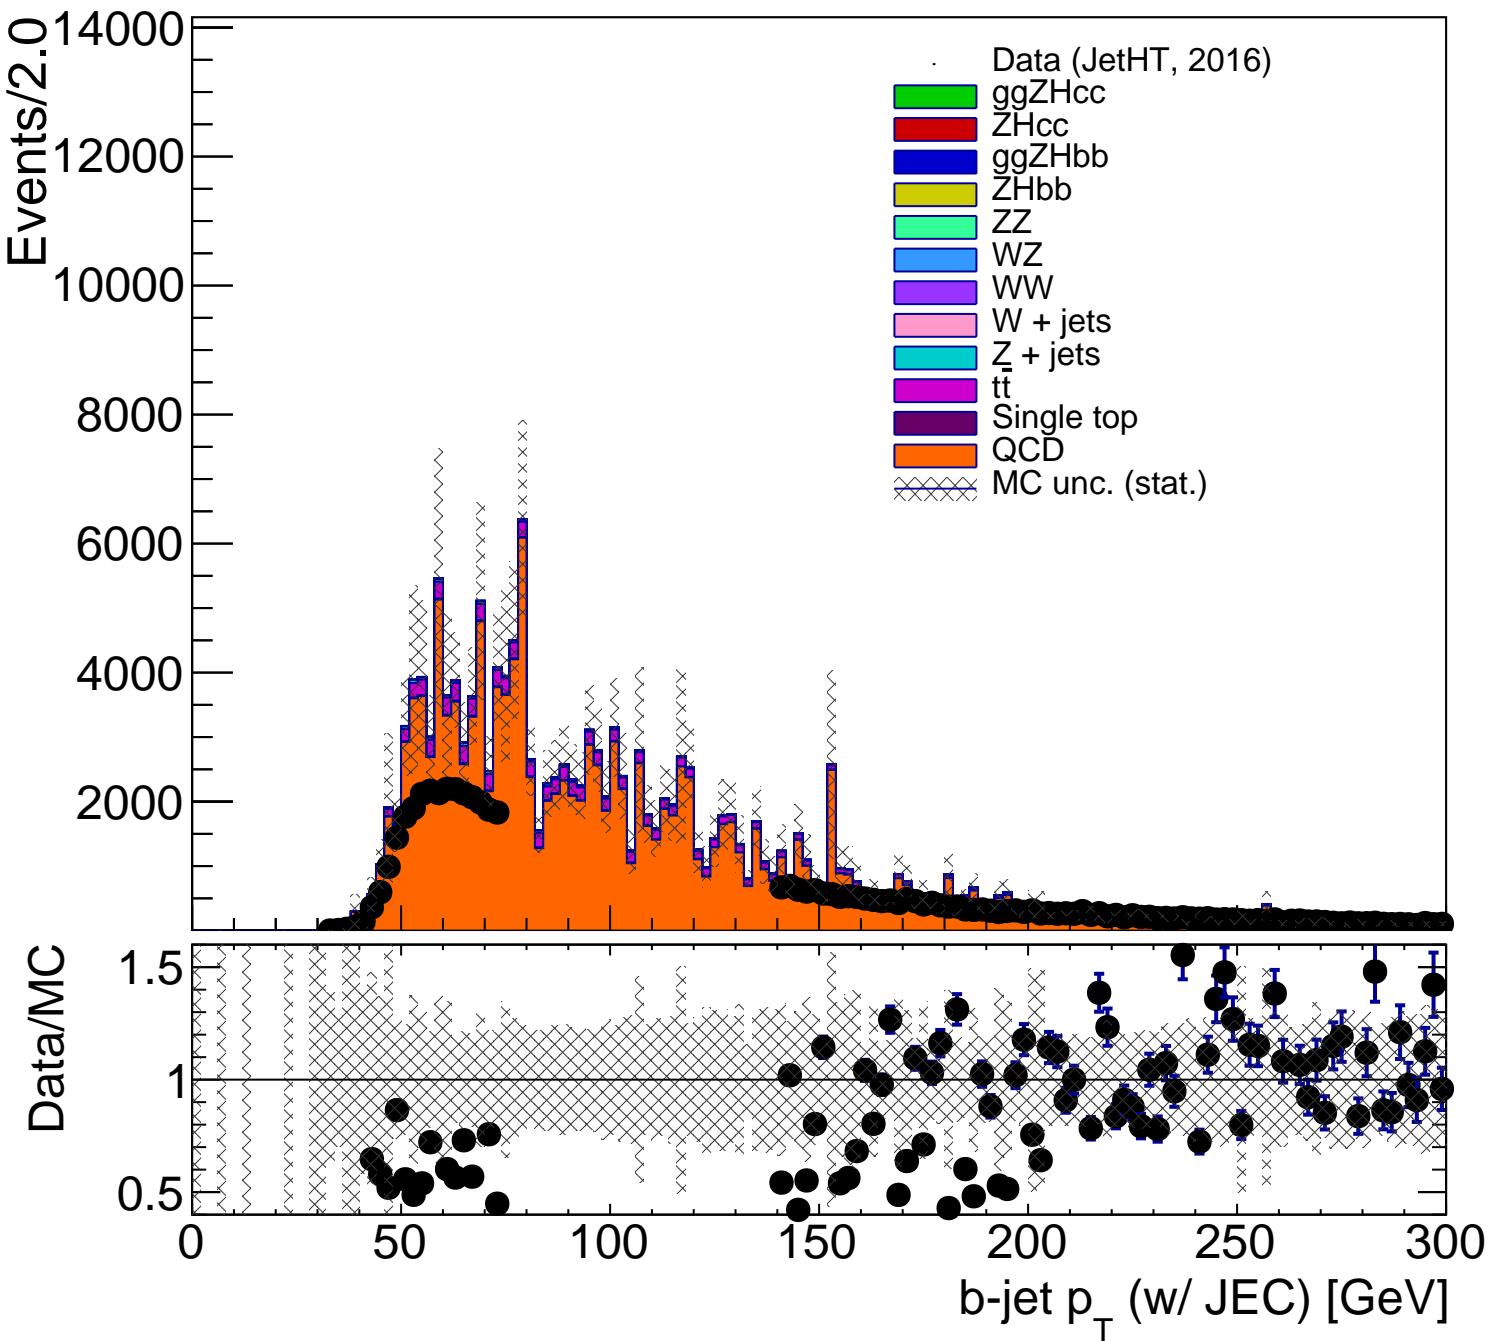 Events/2.0
14000
12000
10000
8000
6000
4000
2000
Data (JetHT, 2016)
ggZHcc
ZHcc
ggZHbb
ZHbb
ZZ
WZ
WW
W + jets
Z + jets
tt̄
Single top
QCD
MC unc. (stat.)
Data/MC
1.5
1
0.5
0 50 100 150 200 250 300
b-jet p_T (w/ JEC) [GeV]